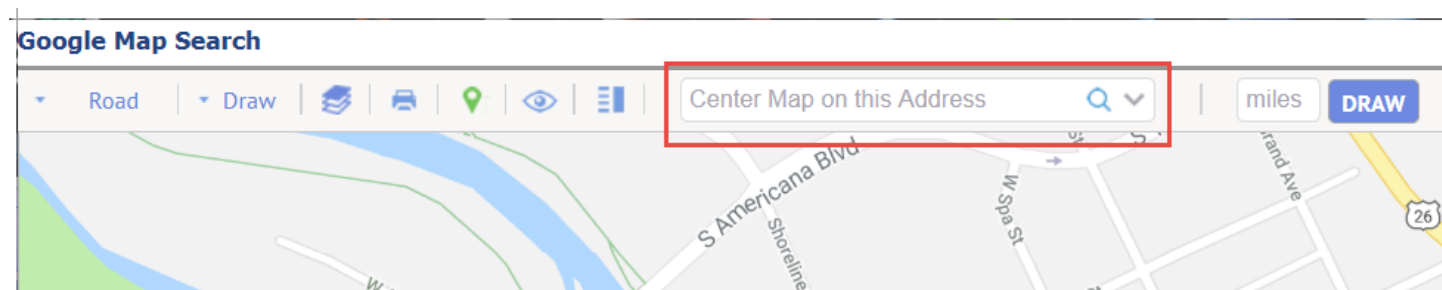 Google Map Search
Road
Draw
Center Map on this Address
miles
DRAW
S Americana Blvd
Shoreline
W Spa St
St
S
rand Ave
26
W